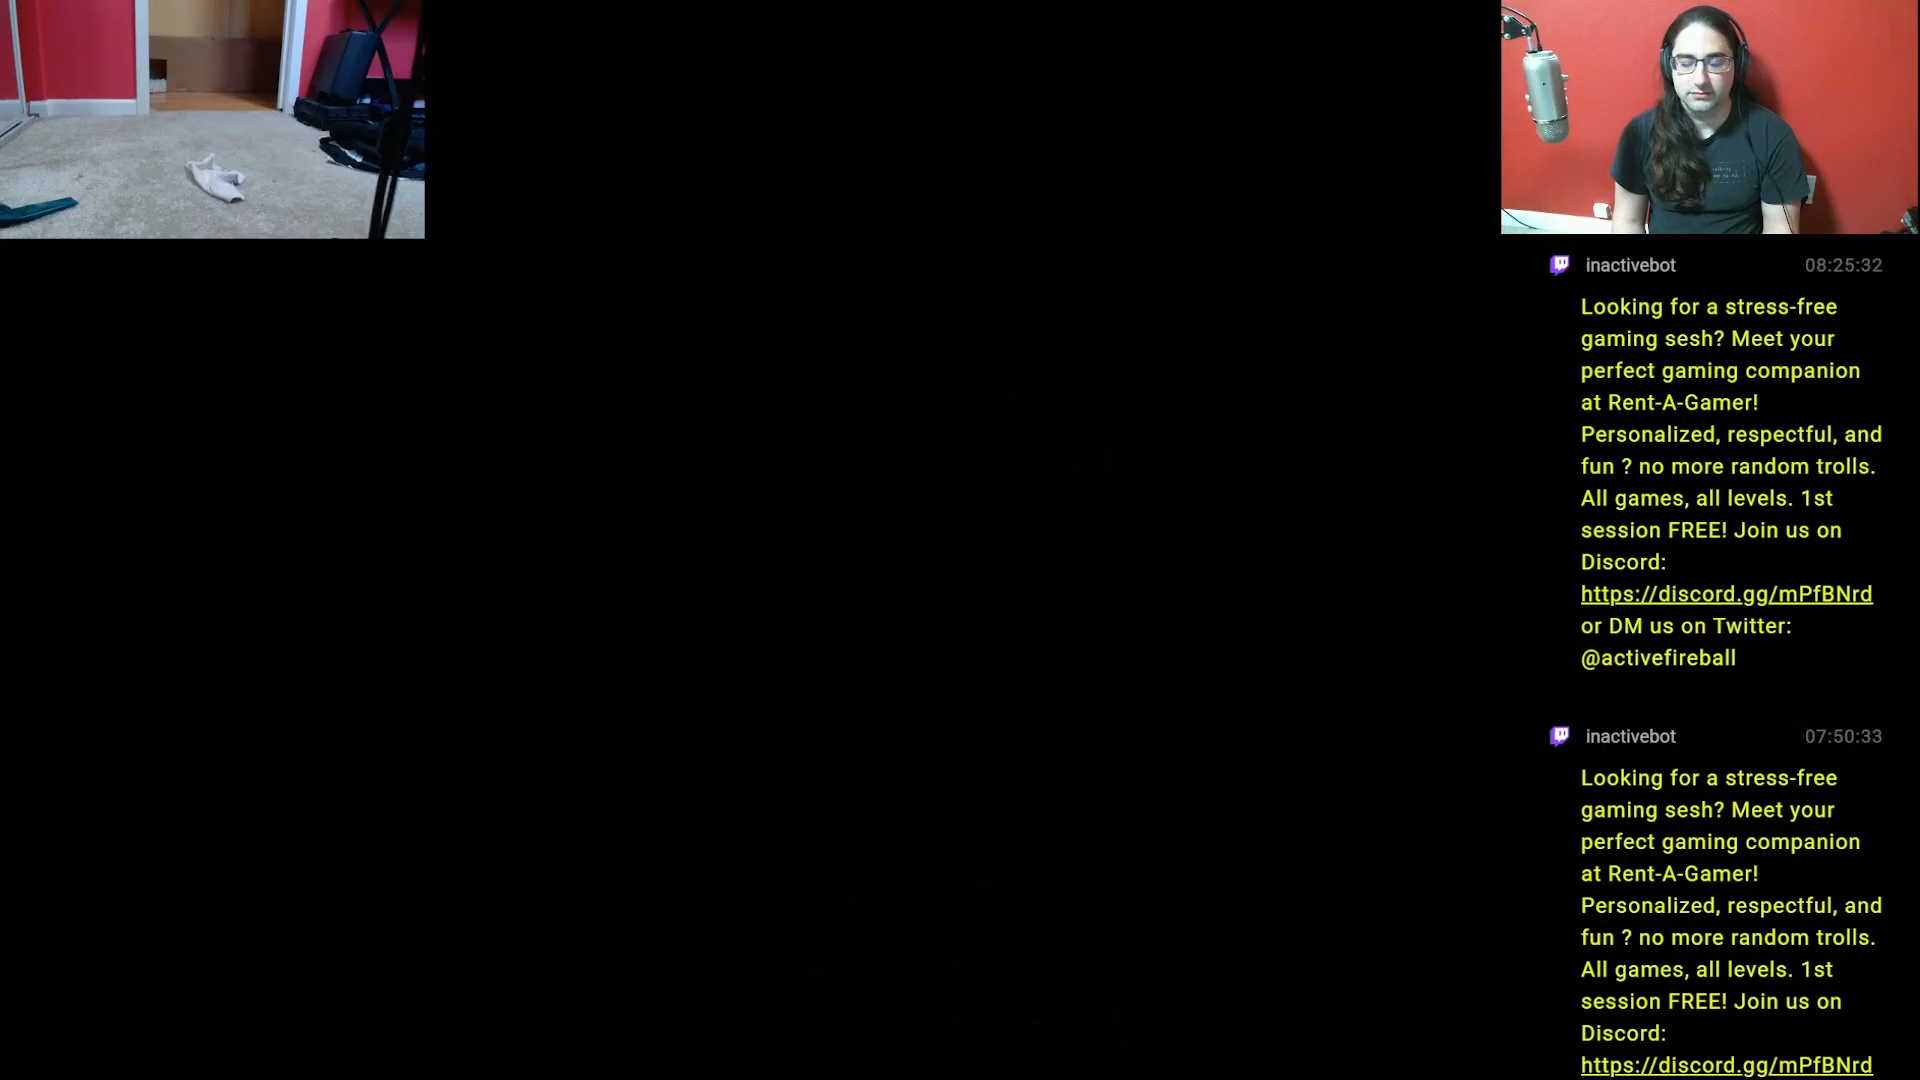 inactivebot 08:25:32
Looking for a stress-free
gaming sesh? Meet your
perfect gaming companion
at Rent-A-Gamer!
Personalized, respectful, and
fun ? no more random trolls.
All games, all levels. 1st
session FREE! Join us on
Discord:
https://discord.gg/mPfBNrd
or DM us on Twitter:
@activefireball
inactivebot 07:50:33
Looking for a stress-free
gaming sesh? Meet your
perfect gaming companion
at Rent-A-Gamer!
Personalized, respectful, and
fun ? no more random trolls.
All games, all levels. 1st
session FREE! Join us on
Discord:
https://discord.gg/mPfBNrd